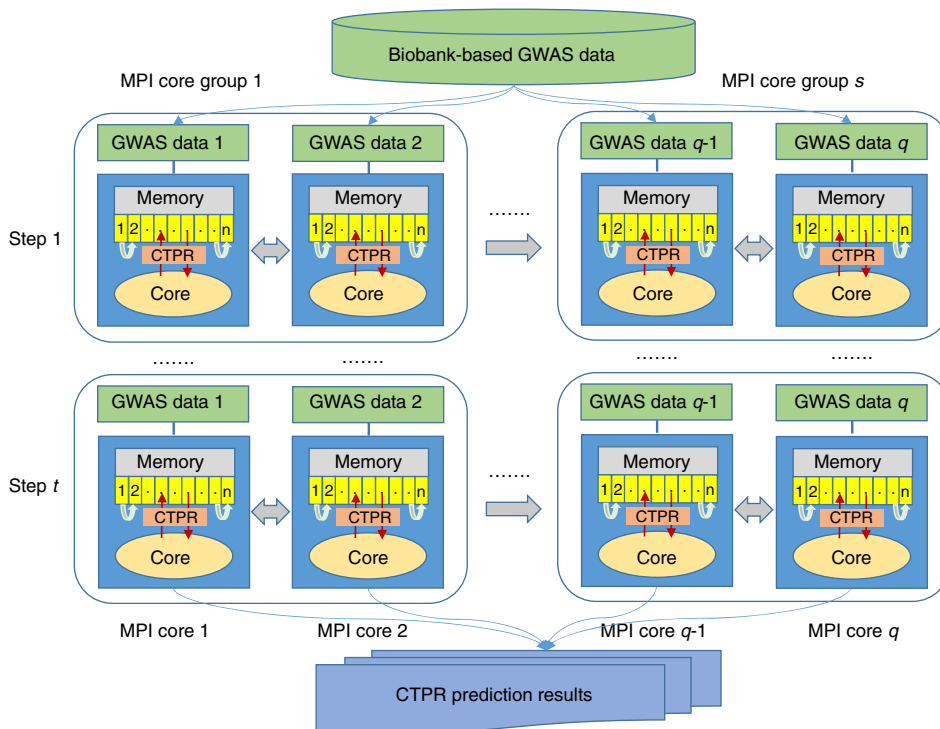 Biobank-based GWAS data
MPI core group 1
MPI core group s
GWAS data 1
GWAS data 2
GWAS data q-1
GWAS data q
.......
Step 1
Memory
1 2 . . . . . . n
CTPR
Core
Memory
1 2 . . . . . . n
CTPR
Core
Memory
1 2 . . . . . . n
CTPR
Core
Memory
1 2 . . . . . . n
CTPR
Core
.......
.......
.......
.......
GWAS data 1
GWAS data 2
GWAS data q-1
GWAS data q
.......
Step t
Memory
1 2 . . . . . . n
CTPR
Core
Memory
1 2 . . . . . . n
CTPR
Core
Memory
1 2 . . . . . . n
CTPR
Core
Memory
1 2 . . . . . . n
CTPR
Core
MPI core 1
MPI core 2
MPI core q-1
MPI core q
CTPR prediction results